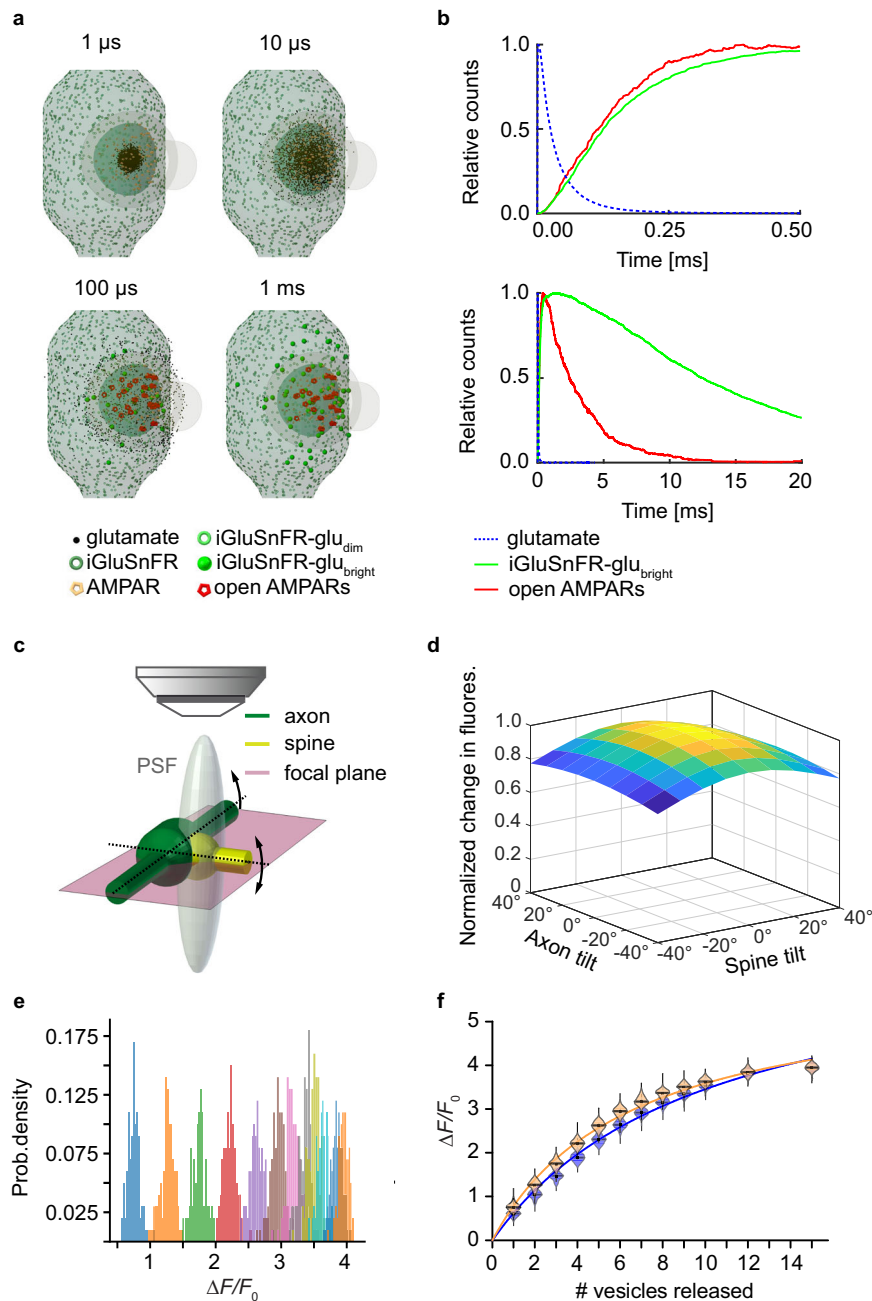 a
1 µs
10 µs
100 µs
1 ms
glutamate
iGluSnFR-glu_dim
iGluSnFR
iGluSnFR-glu_bright
AMPAR
open AMPARs
b
Relative counts
1.0
0.5
0.0
0.00
0.25
0.50
Time [ms]
Relative counts
1.0
0.5
0.0
0
5
10
15
20
Time [ms]
glutamate
iGluSnFR-glu_bright
open AMPARs
c
axon
spine
focal plane
PSF
d
Normalized change in fluores.
1.0
0.8
0.6
0.4
0.2
0
40°
20°
0°
-20°
-40°
Axon tilt
-40°
-20°
0°
20°
40°
Spine tilt
e
Prob.density
0.175
0.125
0.075
0.025
1
2
3
4
ΔF/F₀
f
ΔF/F₀
5
4
3
2
1
0
0
2
4
6
8
10
12
14
# vesicles released